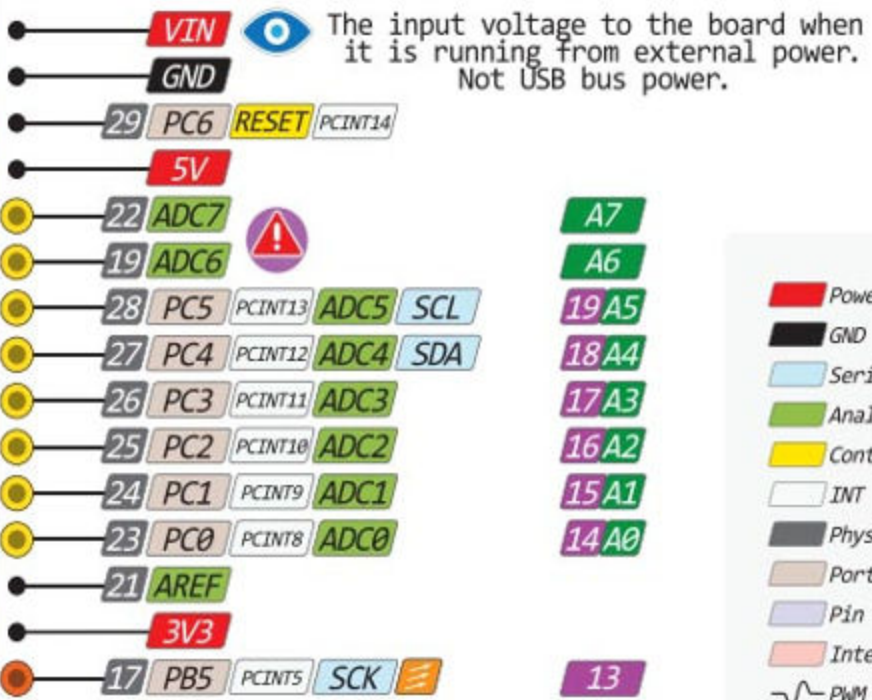 VIN The input voltage to the board when
it is running from external power.
GND Not USB bus power.
29 PC6 RESET PCINT14
5V
22 ADC7 A7
19 ADC6 A6
28 PC5 PCINT13 ADC5 SCL 19 A5
27 PC4 PCINT12 ADC4 SDA 18 A4
26 PC3 PCINT11 ADC3 17 A3
25 PC2 PCINT10 ADC2 16 A2
24 PC1 PCINT9 ADC1 15 A1
23 PC0 PCINT8 ADC0 14 A0
21 AREF
3V3
17 PB5 PCINT5 SCK 13
Powe
GND
Seri
Anal
Cont
INT
Phys
Port
Pin
Inte
PWM